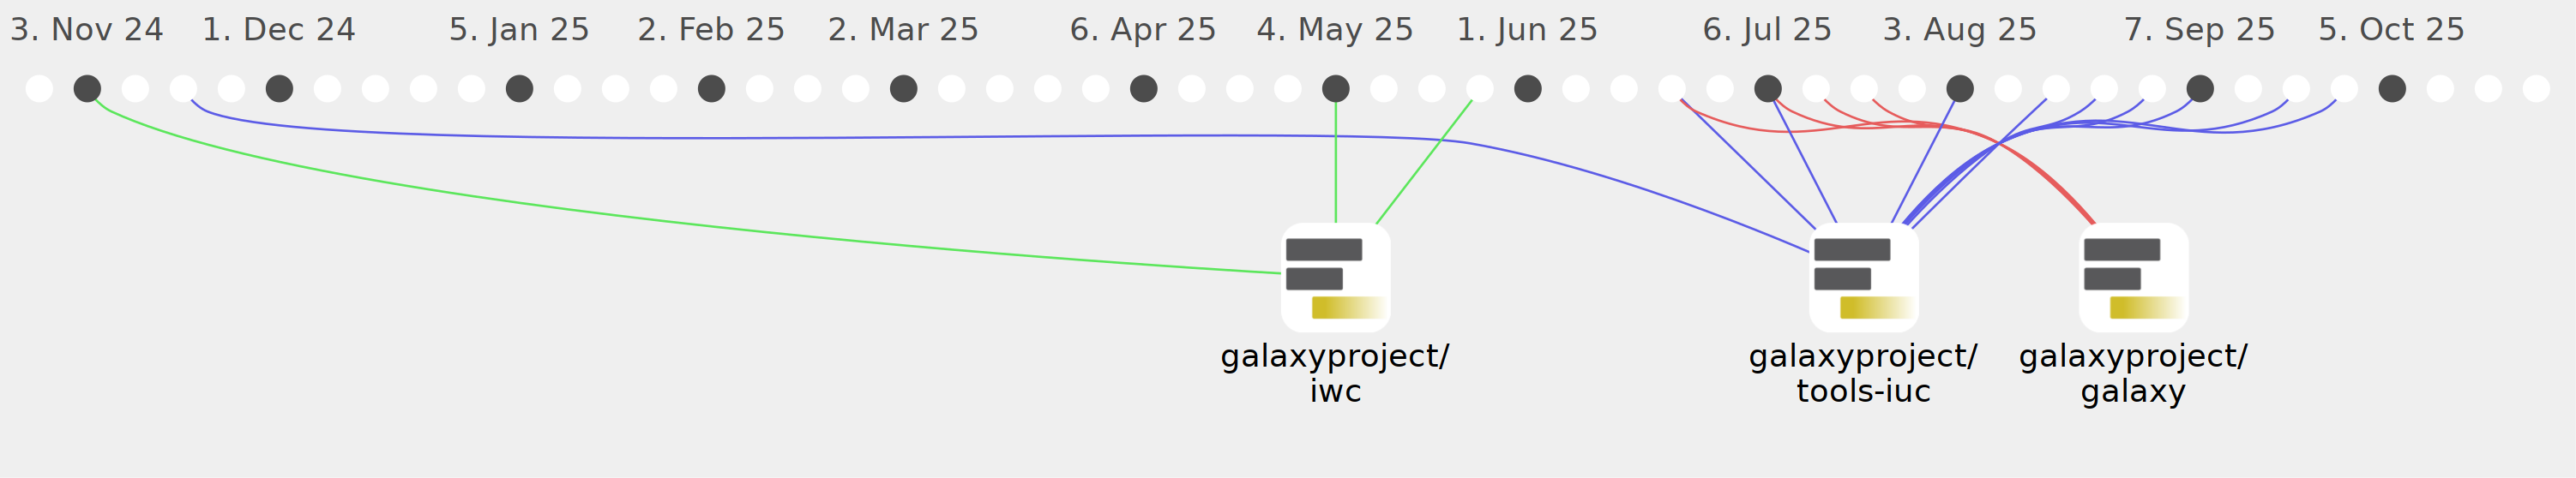 3. Nov 24 1. Dec 24 5. Jan 25 2. Feb 25 2. Mar 25 6. Apr 25 4. May 25 1. Jun 25 6. Jul 25 3. Aug 25 7. Sep 25 5. Oct 25
galaxyproject/
iwc
galaxyproject/
tools-iuc
galaxyproject/
galaxy